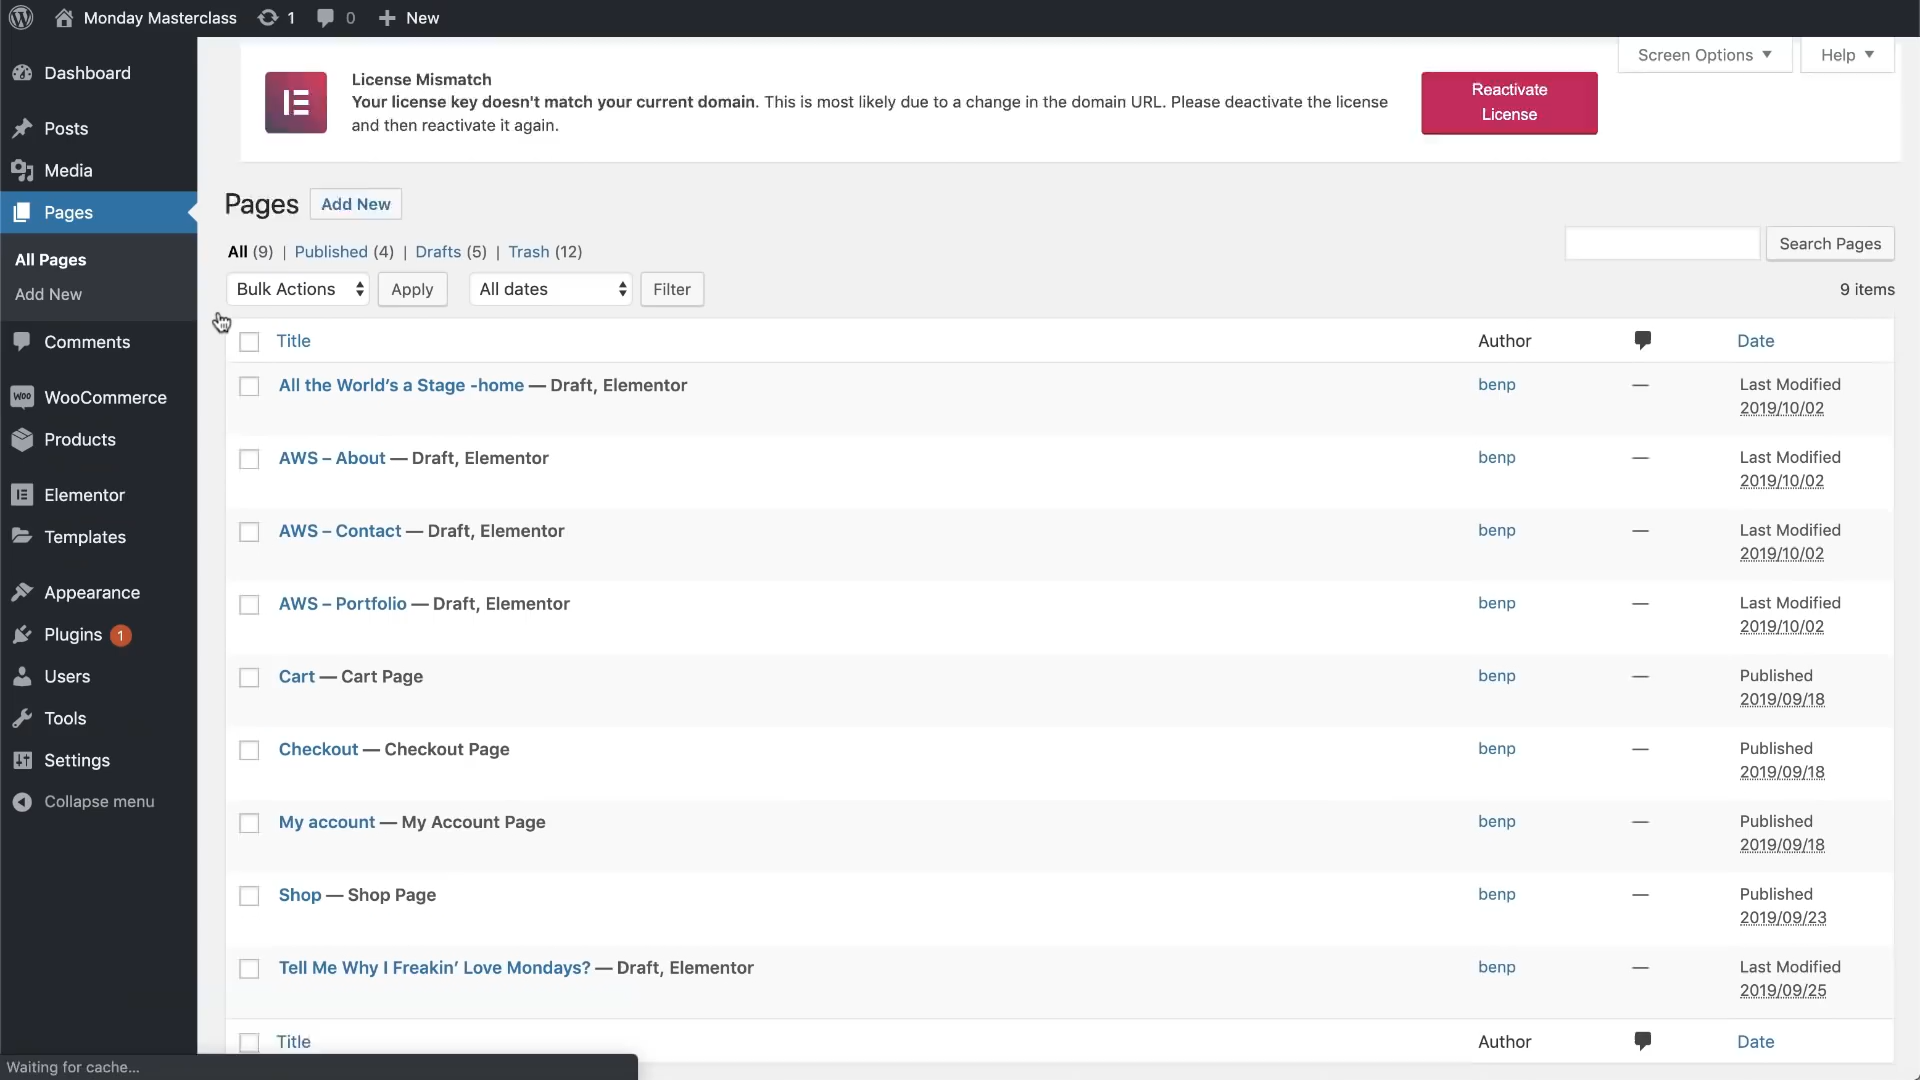 Monday Masterclass 1 0 New
Dashboard
Posts
Media
Pages
All Pages
Add New
Comments
WooCommerce
Products
Elementor
Templates
Appearance
Plugins 1
Users
Tools
Settings
Collapse menu
Screen Options Help
License Mismatch
Your license key doesn't match your current domain. This is most likely due to a change in the domain URL. Please deactivate the license
and then reactivate it again.
Reactivate
License
Pages Add New
All (9) | Published (4) | Drafts (5) | Trash (12)
Search Pages
Bulk Actions Apply All dates Filter 9 items
Title Author Date
All the World's a Stage -home — Draft, Elementor benp — Last Modified
2019/10/02
AWS – About — Draft, Elementor benp — Last Modified
2019/10/02
AWS – Contact — Draft, Elementor benp — Last Modified
2019/10/02
AWS – Portfolio — Draft, Elementor benp — Last Modified
2019/10/02
Cart — Cart Page benp — Published
2019/09/18
Checkout — Checkout Page benp — Published
2019/09/18
My account — My Account Page benp — Published
2019/09/18
Shop — Shop Page benp — Published
2019/09/23
Tell Me Why I Freakin' Love Mondays? — Draft, Elementor benp — Last Modified
2019/09/25
Title Author Date
Waiting for cache...